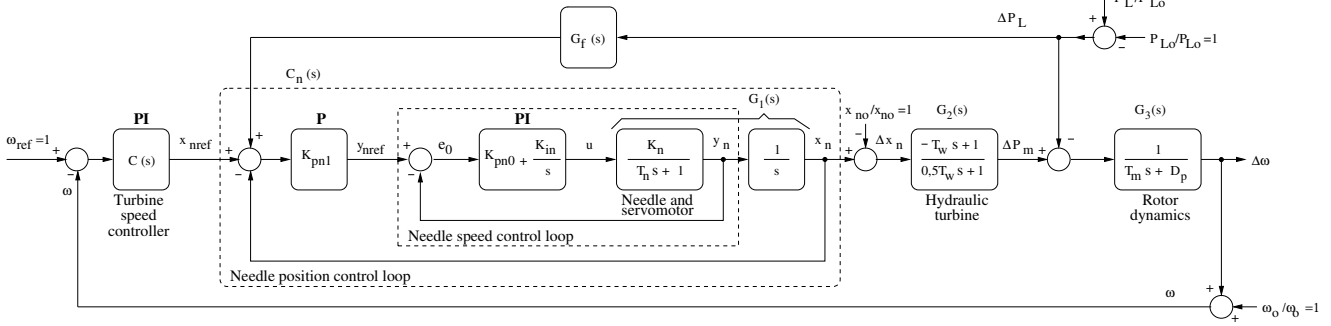 ΔP_L
P_Lo/P_Lo=1
G_f(s)
C_n(s)
G_1(s)
x_no/x_no=1
G_2(s)
G_3(s)
PI
P
PI
ω_ref=1
x_nref
y_nref
e_0
u
y_n
x_n
Δx_n
ΔP_m
Δω
C(s)
K_pn1
K_pn0 + K_in
s
K_n
T_n s + 1
1
s
- T_w s + 1
0,5T_w s + 1
1
T_m s + D_p
ω
Turbine
speed
controller
Needle and
servomotor
Hydraulic
turbine
Rotor
dynamics
Needle speed control loop
Needle position control loop
ω
ω_o/ω_o=1
+
−
+
+
−
+
−
+
−
+
−
+
−
+
+